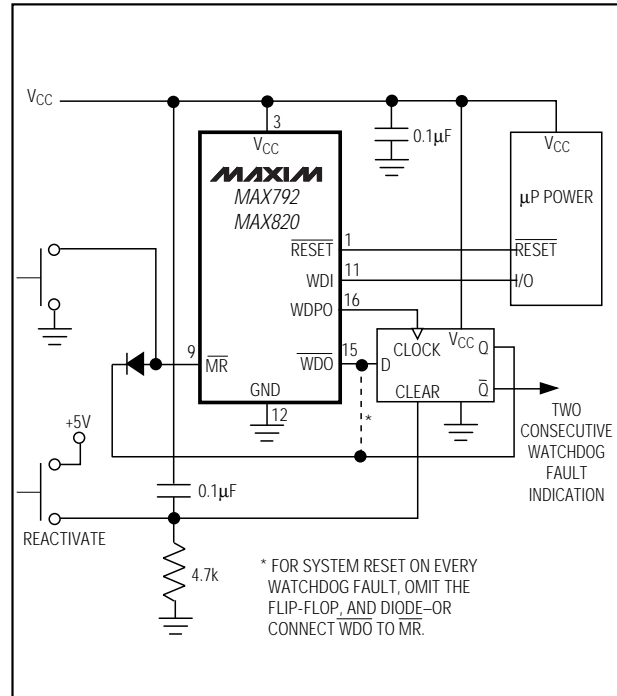 VCC
3
VCC
MAXIM
MAX792
MAX820
0.1µF
VCC
µP POWER
RESET
1
RESET
WDI
11
I/O
WDPO
16
9
MR
WDO
15
D
CLOCK
VCC
Q
CLEAR
Q
GND
12
*
TWO
CONSECUTIVE
WATCHDOG
FAULT
INDICATION
+5V
REACTIVATE
0.1µF
4.7k
* FOR SYSTEM RESET ON EVERY
WATCHDOG FAULT, OMIT THE
FLIP-FLOP, AND DIODE–OR
CONNECT WDO TO MR.